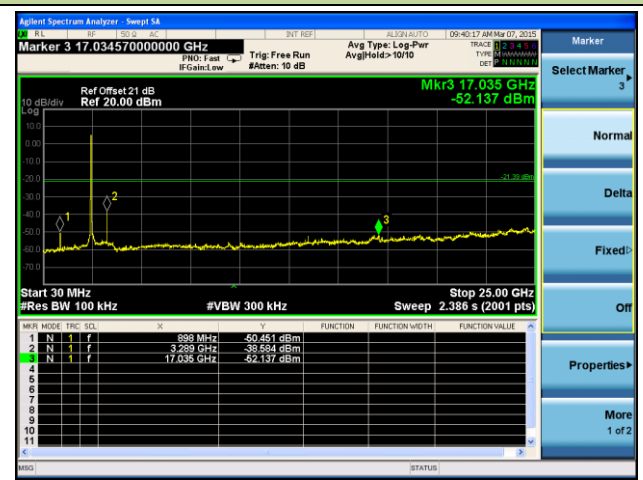 Agilent Spectrum Analyzer - Swept SA
RL RF 50 Ω AC INT REF ALIGN AUTO 09:40:17 AM Mar 07, 2015
Marker 3 17.034570000000 GHz
PNO: Fast
IFGain:Low
Trig: Free Run
#Atten: 10 dB
Avg Type: Log-Pwr
Avg|Hold:> 10/10
TRACE 1 2 3 4 5 6
TYPE
DET P N N N N N
Ref Offset 21 dB
10 dB/div Ref 20.00 dBm
Log
Mkr3 17.035 GHz
-52.137 dBm
10.0
0.00
-10.0
-20.0
-30.0
-40.0
-50.0
-60.0
-70.0
-21.39 dBm
1
2
3
Start 30 MHz Stop 25.00 GHz
#Res BW 100 kHz #VBW 300 kHz Sweep 2.386 s (2001 pts)
MKR MODE TRC SCL X Y FUNCTION FUNCTION WIDTH FUNCTION VALUE
1 N 1 f 898 MHz -50.451 dBm
2 N 1 f 3.289 GHz -38.584 dBm
3 N 1 f 17.035 GHz -52.137 dBm
4
5
6
7
8
9
10
11
MSG STATUS
Marker
Select Marker
3
Normal
Delta
Fixed
Off
Properties
More
1 of 2